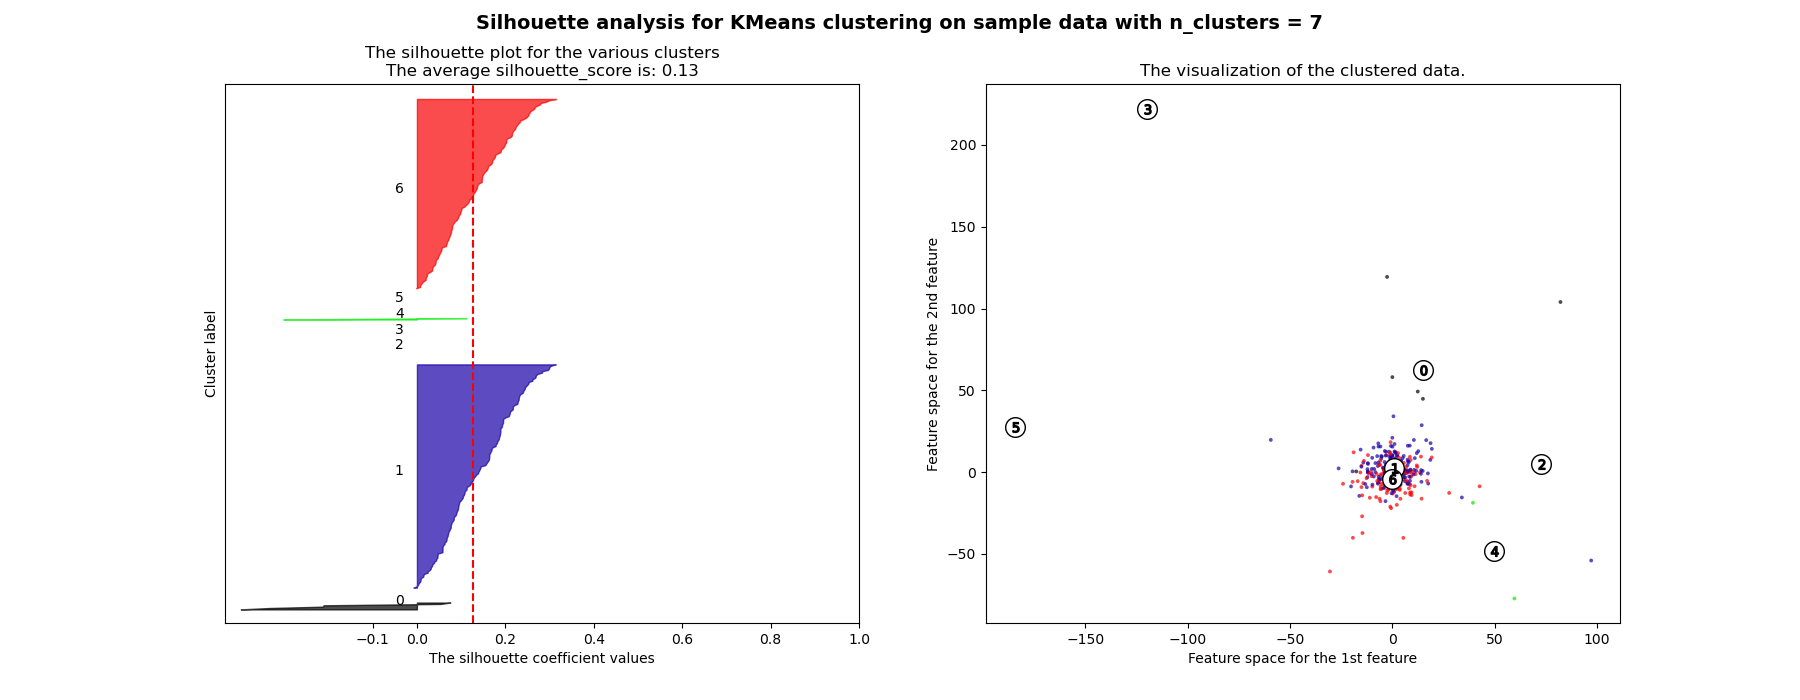 Silhouette analysis for KMeans clustering on sample data with n_clusters = 7
The silhouette plot for the various clusters
The average silhouette_score is: 0.13
Cluster label
6
5
4
3
2
1
0
−0.1 0.0 0.2 0.4 0.6 0.8 1.0
The silhouette coefficient values
The visualization of the clustered data.
Feature space for the 2nd feature
200
150
100
50
0
−50
3
0
5
1
2
6
4
−150 −100 −50 0 50 100
Feature space for the 1st feature